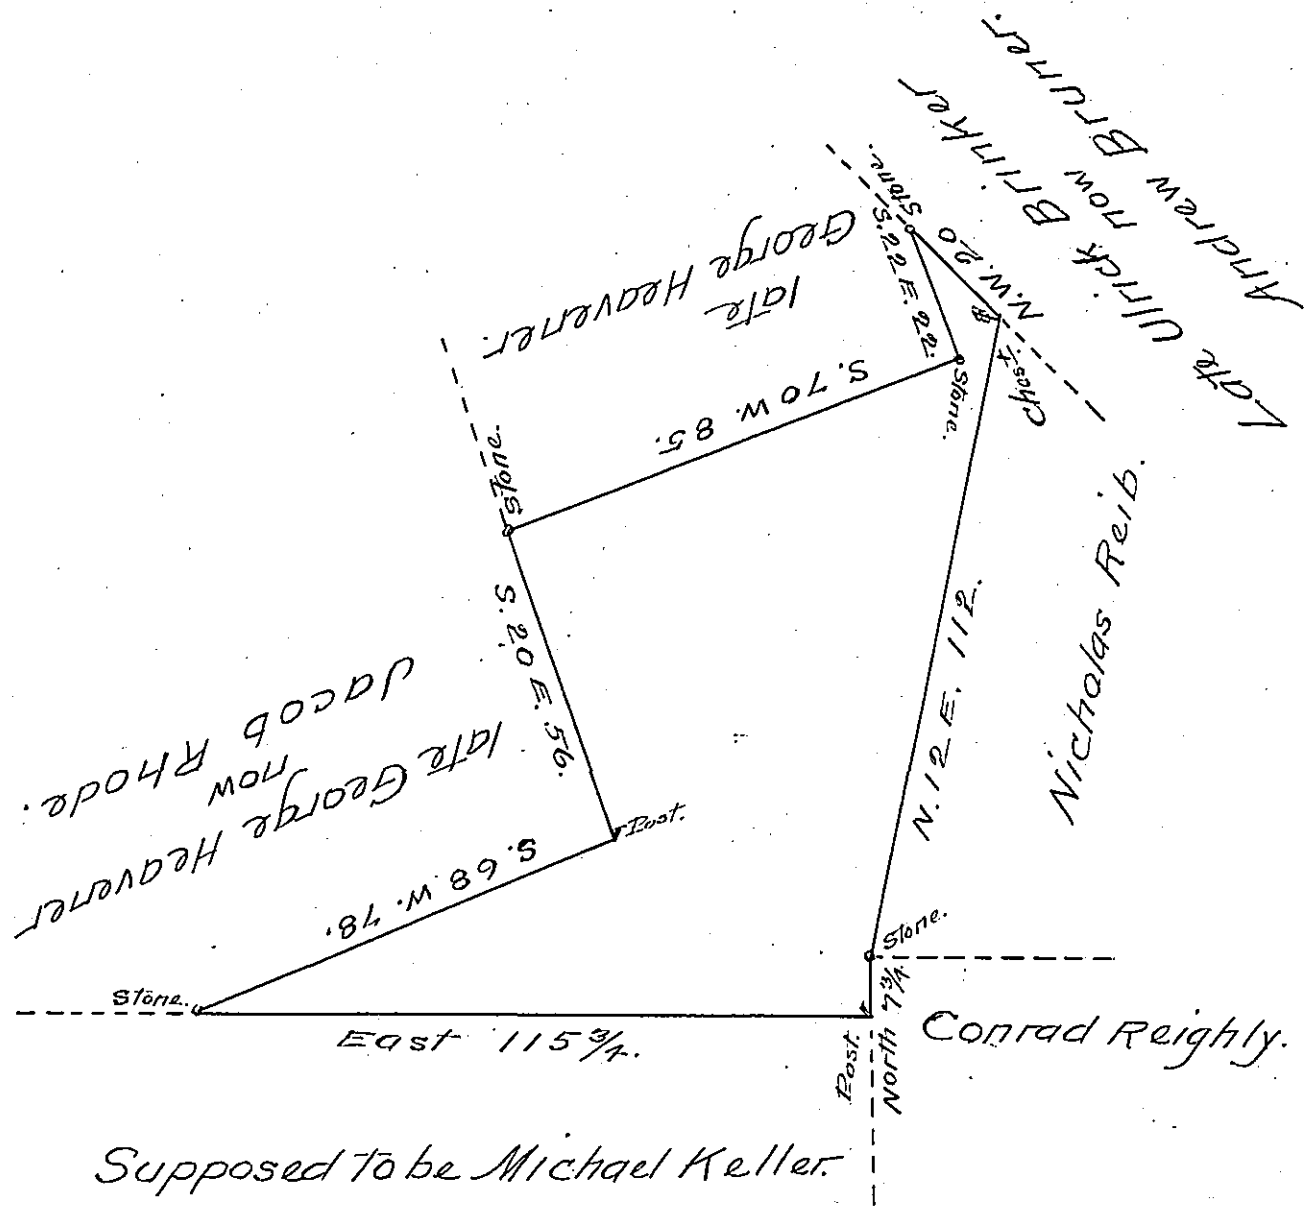 Late Ulrick Brinker
now
Andrew Bruner.
late
George Heavener.
Stone.
S. 22 E. 22.
N.W. 20
Stone.
S. 70 W. 85.
Stone.
S. 20 E. 56.
late George Heavener
now
Jacob Rhode.
Post.
S. 68 W. 78.
N. 12 E. 112.
Nicholas Reib.
Stone.
Stone.
North 7¾
Post.
East 115¾.
Conrad Reighly.
Supposed to be Michael Keller.